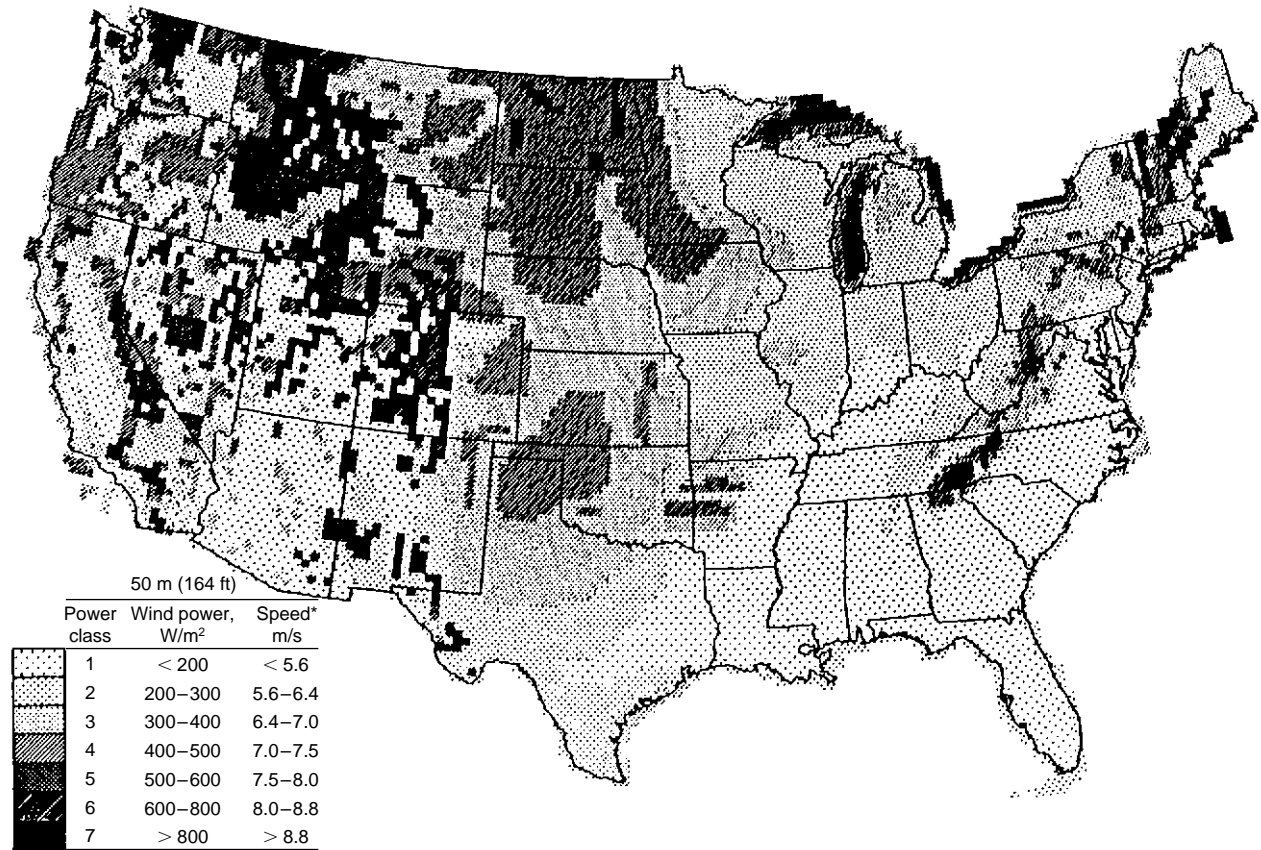 50 m (164 ft)
Power Wind power, Speed*
class W/m² m/s
1 < 200 < 5.6
2 200–300 5.6–6.4
3 300–400 6.4–7.0
4 400–500 7.0–7.5
5 500–600 7.5–8.0
6 600–800 8.0–8.8
7 > 800 > 8.8